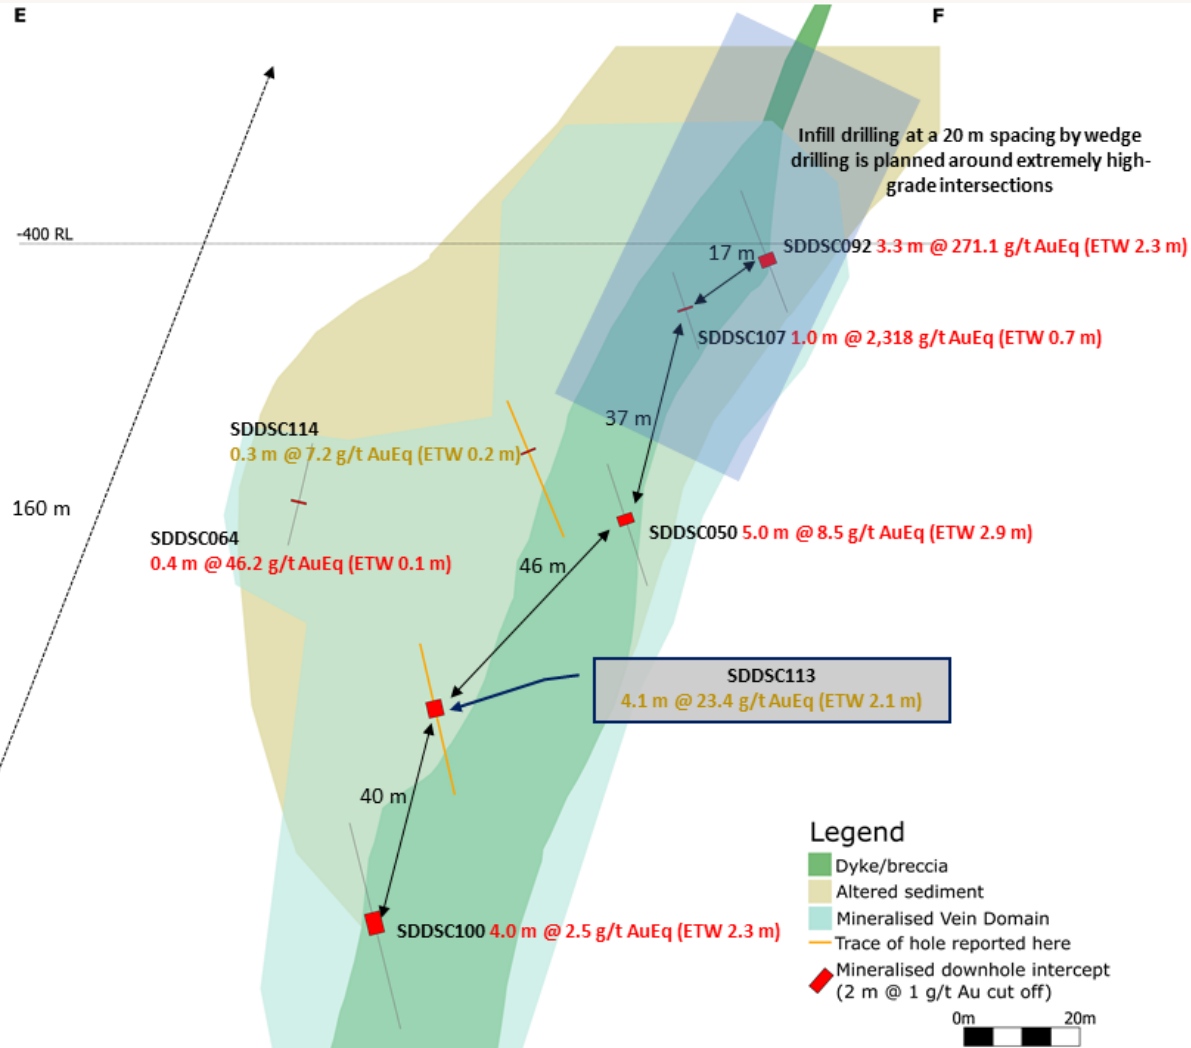 E
F
Infill drilling at a 20 m spacing by wedge
drilling is planned around extremely high-
grade intersections
-400 RL
17 m
SDDSC092 3.3 m @ 271.1 g/t AuEq (ETW 2.3 m)
SDDSC107 1.0 m @ 2,318 g/t AuEq (ETW 0.7 m)
37 m
SDDSC114
0.3 m @ 7.2 g/t AuEq (ETW 0.2 m)
160 m
SDDSC064
0.4 m @ 46.2 g/t AuEq (ETW 0.1 m)
SDDSC050 5.0 m @ 8.5 g/t AuEq (ETW 2.9 m)
46 m
SDDSC113
4.1 m @ 23.4 g/t AuEq (ETW 2.1 m)
40 m
SDDSC100 4.0 m @ 2.5 g/t AuEq (ETW 2.3 m)
Legend
Dyke/breccia
Altered sediment
Mineralised Vein Domain
Trace of hole reported here
Mineralised downhole intercept
(2 m @ 1 g/t Au cut off)
0m 20m